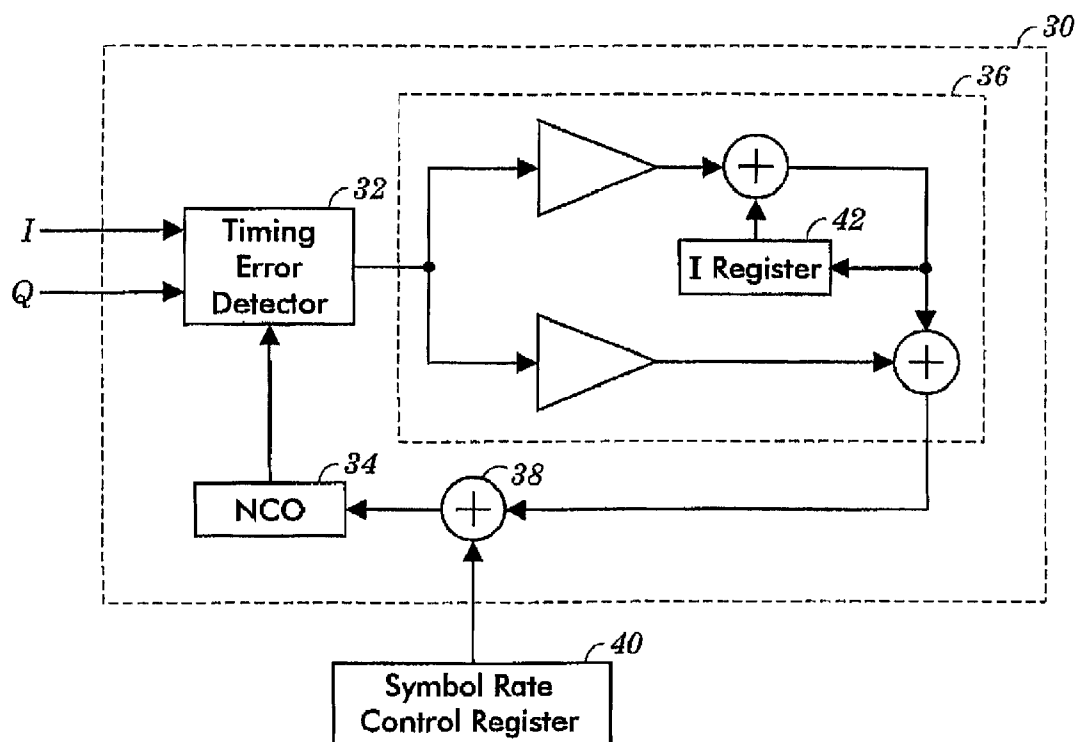 30
36
32
I
Q
Timing
Error
Detector
+
42
I Register
+
34
NCO
38
+
40
Symbol Rate
Control Register